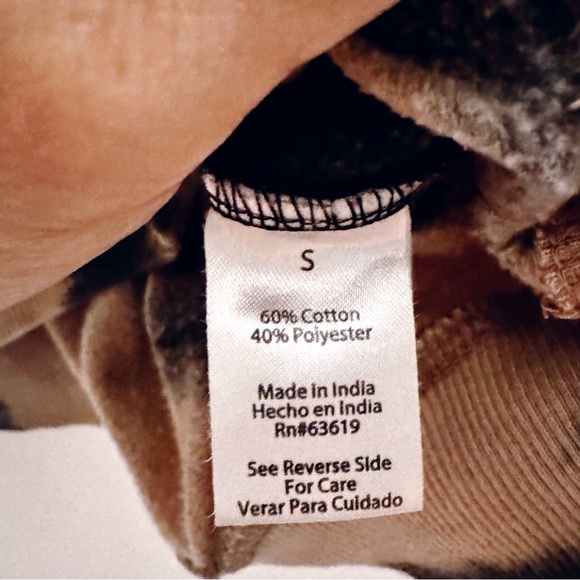 S
60% Cotton
40% Polyester
Made in India
Hecho en India
Rn#63619
See Reverse Side
For Care
Verar Para Cuidado